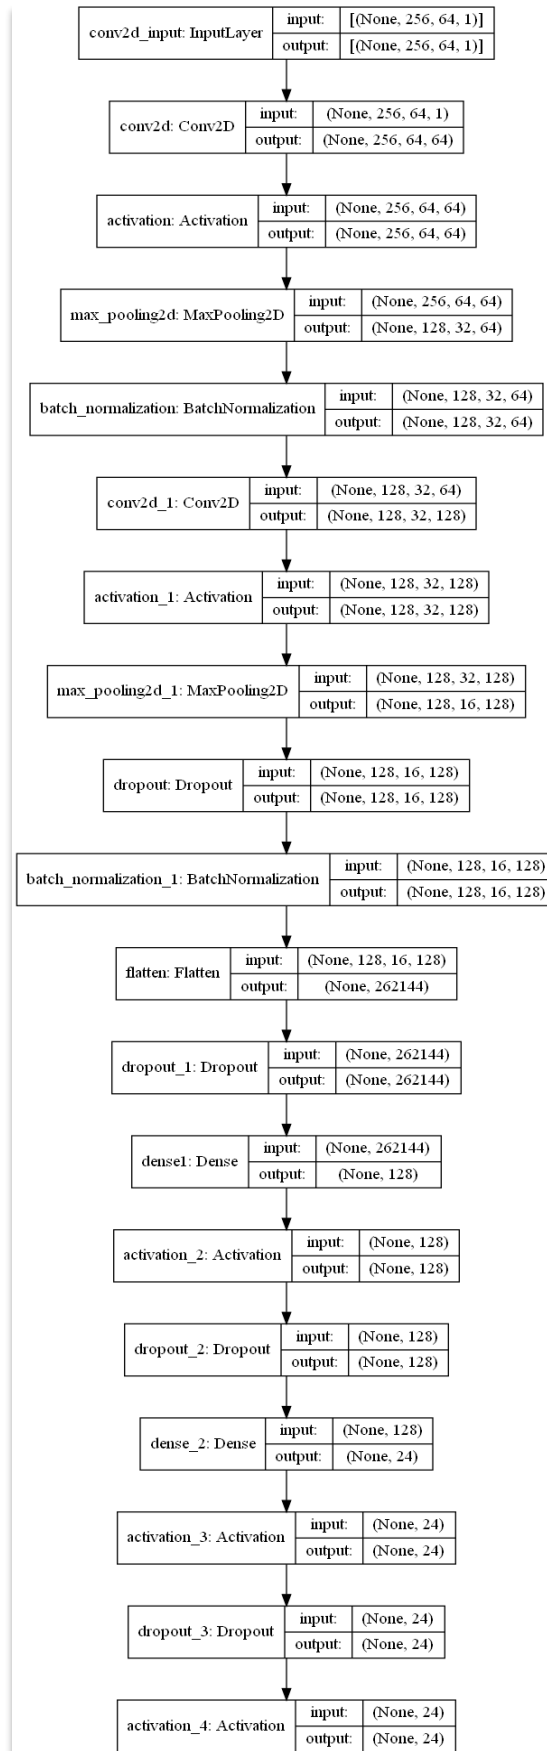 conv2d_input: InputLayer
input: [(None, 256, 64, 1)]
output: [(None, 256, 64, 1)]
conv2d: Conv2D
input: (None, 256, 64, 1)
output: (None, 256, 64, 64)
activation: Activation
input: (None, 256, 64, 64)
output: (None, 256, 64, 64)
max_pooling2d: MaxPooling2D
input: (None, 256, 64, 64)
output: (None, 128, 32, 64)
batch_normalization: BatchNormalization
input: (None, 128, 32, 64)
output: (None, 128, 32, 64)
conv2d_1: Conv2D
input: (None, 128, 32, 64)
output: (None, 128, 32, 128)
activation_1: Activation
input: (None, 128, 32, 128)
output: (None, 128, 32, 128)
max_pooling2d_1: MaxPooling2D
input: (None, 128, 32, 128)
output: (None, 128, 16, 128)
dropout: Dropout
input: (None, 128, 16, 128)
output: (None, 128, 16, 128)
batch_normalization_1: BatchNormalization
input: (None, 128, 16, 128)
output: (None, 128, 16, 128)
flatten: Flatten
input: (None, 128, 16, 128)
output: (None, 262144)
dropout_1: Dropout
input: (None, 262144)
output: (None, 262144)
dense1: Dense
input: (None, 262144)
output: (None, 128)
activation_2: Activation
input: (None, 128)
output: (None, 128)
dropout_2: Dropout
input: (None, 128)
output: (None, 128)
dense_2: Dense
input: (None, 128)
output: (None, 24)
activation_3: Activation
input: (None, 24)
output: (None, 24)
dropout_3: Dropout
input: (None, 24)
output: (None, 24)
activation_4: Activation
input: (None, 24)
output: (None, 24)